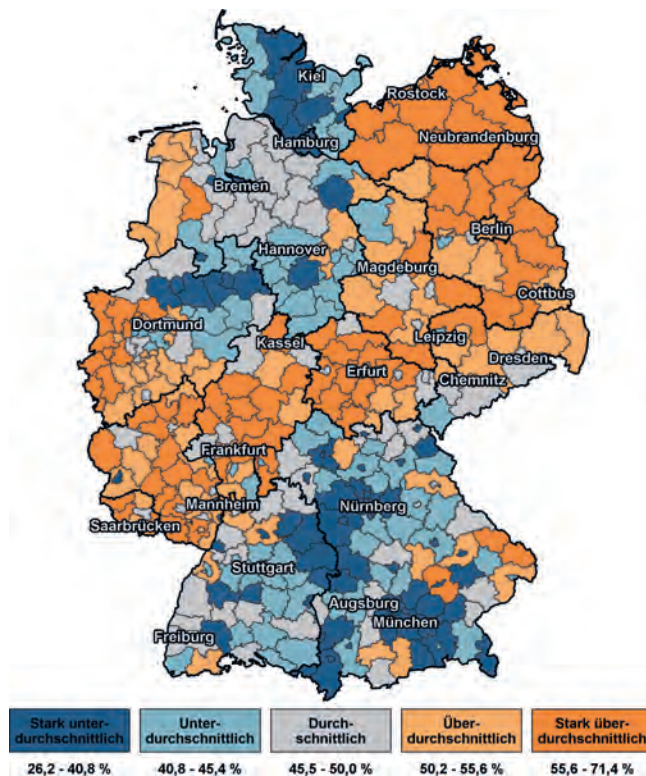 Kiel
Rostock
Neubrandenburg
Hamburg
Bremen
Berlin
Hannover
Magdeburg
Cottbus
Dortmund
Leipzig
Kassel
Dresden
Erfurt
Chemnitz
Frankfurt
Mannheim
Nürnberg
Saarbrücken
Stuttgart
Augsburg
München
Freiburg
Stark unter-
durchschnittlich
Unter-
durchschnittlich
Durch-
schnittlich
Über-
durchschnittlich
Stark über-
durchschnittlich
26,2 - 40,8 %
40,8 - 45,4 %
45,5 - 50,0 %
50,2 - 55,6 %
55,6 - 71,4 %